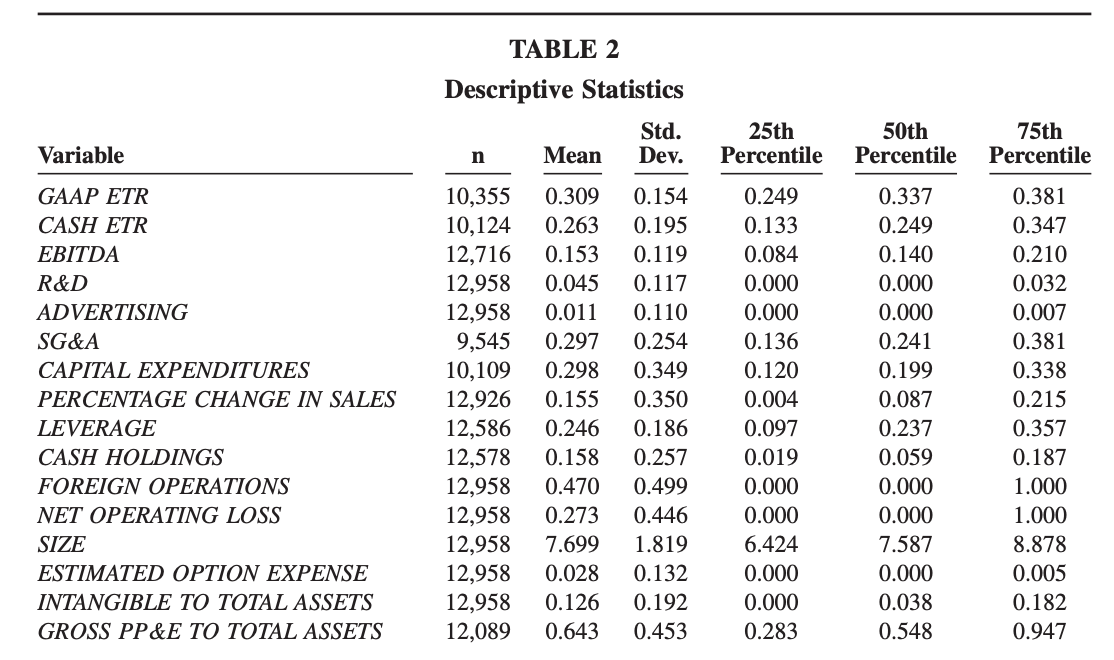 TABLE 2
Descriptive Statistics
Std. 25th 50th 75th
Variable n Mean Dev. Percentile Percentile Percentile
GAAP ETR 10,355 0.309 0.154 0.249 0.337 0.381
CASH ETR 10,124 0.263 0.195 0.133 0.249 0.347
EBITDA 12,716 0.153 0.119 0.084 0.140 0.210
R&D 12,958 0.045 0.117 0.000 0.000 0.032
ADVERTISING 12,958 0.011 0.110 0.000 0.000 0.007
SG&A 9,545 0.297 0.254 0.136 0.241 0.381
CAPITAL EXPENDITURES 10,109 0.298 0.349 0.120 0.199 0.338
PERCENTAGE CHANGE IN SALES 12,926 0.155 0.350 0.004 0.087 0.215
LEVERAGE 12,586 0.246 0.186 0.097 0.237 0.357
CASH HOLDINGS 12,578 0.158 0.257 0.019 0.059 0.187
FOREIGN OPERATIONS 12,958 0.470 0.499 0.000 0.000 1.000
NET OPERATING LOSS 12,958 0.273 0.446 0.000 0.000 1.000
SIZE 12,958 7.699 1.819 6.424 7.587 8.878
ESTIMATED OPTION EXPENSE 12,958 0.028 0.132 0.000 0.000 0.005
INTANGIBLE TO TOTAL ASSETS 12,958 0.126 0.192 0.000 0.038 0.182
GROSS PP&E TO TOTAL ASSETS 12,089 0.643 0.453 0.283 0.548 0.947